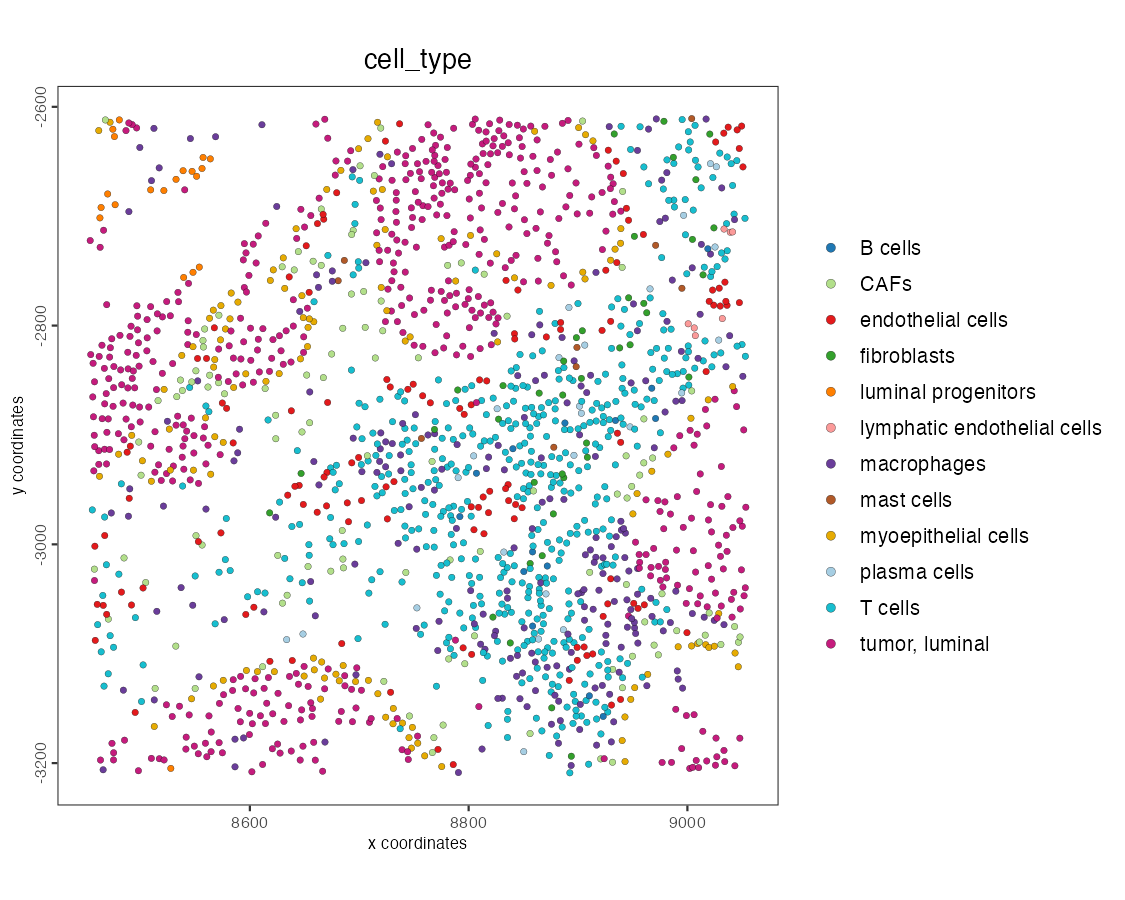 cell_type
-2600
-2800
-3000
-3200
y coordinates
8600
8800
9000
x coordinates
B cells
CAFs
endothelial cells
fibroblasts
luminal progenitors
lymphatic endothelial cells
macrophages
mast cells
myoepithelial cells
plasma cells
T cells
tumor, luminal